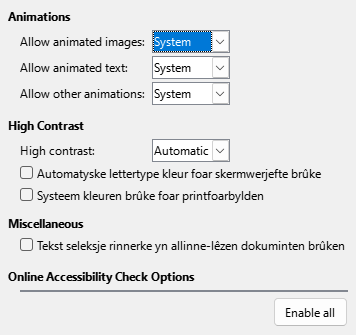 Animations
Allow animated images: System
Allow animated text: System
Allow other animations: System
High Contrast
High contrast: Automatic
Automatyske lettertype kleur foar skermwerjefte brûke
Systeem kleuren brûke foar printfoarbylden
Miscellaneous
Tekst seleksje rinnerke yn allinne-lêzen dokuminten brûken
Online Accessibility Check Options
Enable all